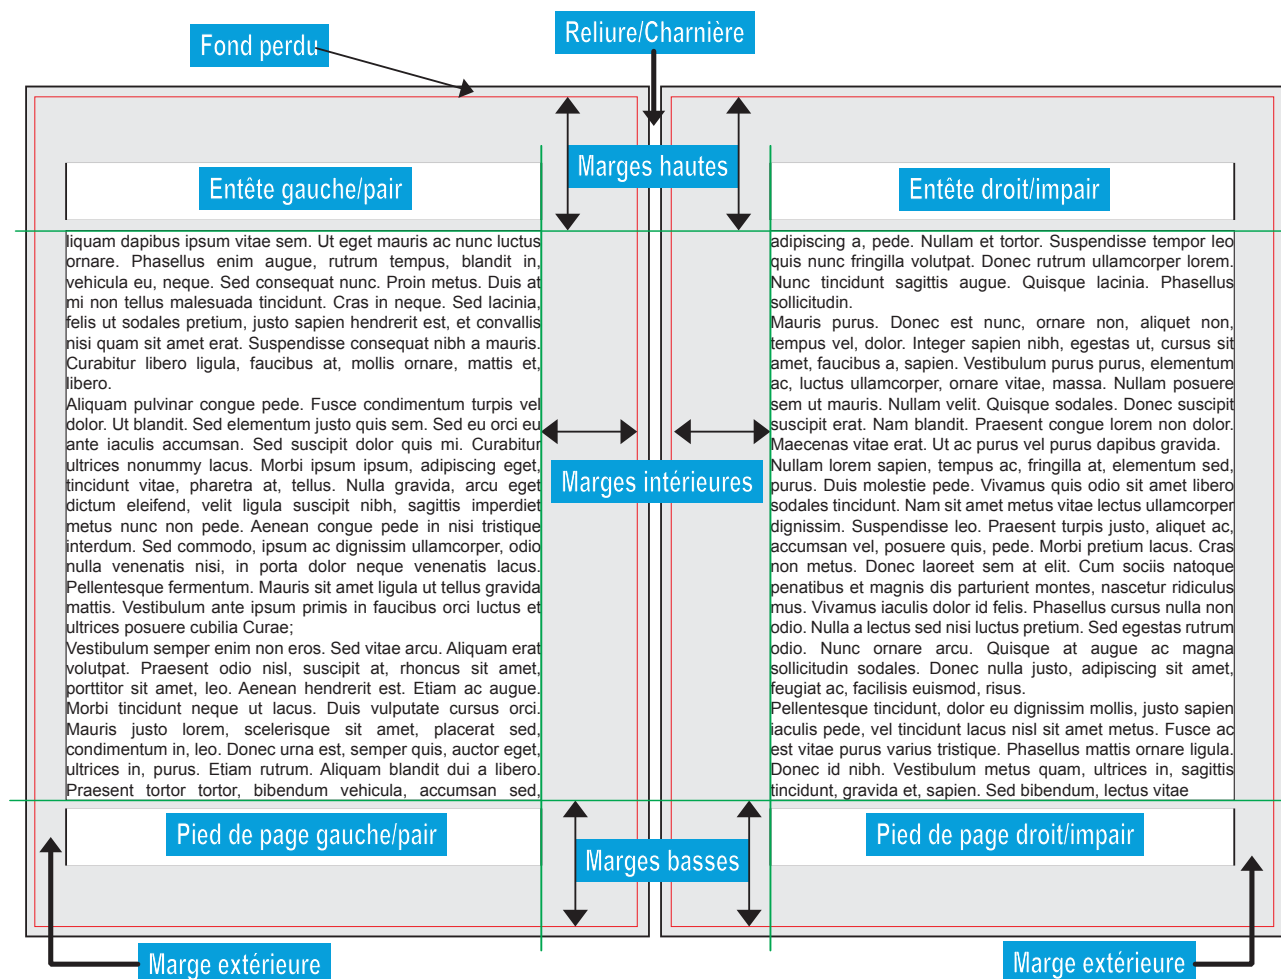 Reliure/Charnière
Fond perdu
Marges hautes
Entête gauche/pair
liquam dapibus ipsum vitae sem. Ut eget mauris ac nunc luctus
ornare. Phasellus enim augue, rutrum tempus, blandit in,
vehicula eu, neque. Sed consequat nunc. Proin metus. Duis at
mi non tellus malesuada tincidunt. Cras in neque. Sed lacinia,
felis ut sodales pretium, justo sapien hendrerit est, et convallis
nisi quam sit amet erat. Suspendisse consequat nibh a mauris.
Curabitur libero ligula, faucibus at, mollis ornare, mattis et,
libero.
Aliquam pulvinar congue pede. Fusce condimentum turpis vel
dolor. Ut blandit. Sed elementum justo quis sem. Sed eu orci eu
ante iaculis accumsan. Sed suscipit dolor quis mi. Curabitur
ultrices nonummy lacus. Morbi ipsum ipsum, adipiscing eget,
tincidunt vitae, pharetra at, tellus. Nulla gravida, arcu eget
dictum eleifend, velit ligula suscipit nibh, sagittis imperdiet
metus nunc non pede. Aenean congue pede in nisi tristique
interdum. Sed commodo, ipsum ac dignissim ullamcorper, odio
nulla venenatis nisi, in porta dolor neque venenatis lacus.
Pellentesque fermentum. Mauris sit amet ligula ut tellus gravida
mattis. Vestibulum ante ipsum primis in faucibus orci luctus et
ultrices posuere cubilia Curae;
Vestibulum semper enim non eros. Sed vitae arcu. Aliquam erat
volutpat. Praesent odio nisl, suscipit at, rhoncus sit amet,
porttitor sit amet, leo. Aenean hendrerit est. Etiam ac augue.
Morbi tincidunt neque ut lacus. Duis vulputate cursus orci.
Mauris justo lorem, scelerisque sit amet, placerat sed,
condimentum in, leo. Donec urna est, semper quis, auctor eget,
ultrices in, purus. Etiam rutrum. Aliquam blandit dui a libero.
Praesent tortor tortor, bibendum vehicula, accumsan sed,
Pied de page gauche/pair
Marge extérieure
Marges intérieures
Marges basses
Entête droit/impair
adipiscing a, pede. Nullam et tortor. Suspendisse tempor leo
quis nunc fringilla volutpat. Donec rutrum ullamcorper lorem.
Nunc tincidunt sagittis augue. Quisque lacinia. Phasellus
sollicitudin.
Mauris purus. Donec est nunc, ornare non, aliquet non,
tempus vel, dolor. Integer sapien nibh, egestas ut, cursus sit
amet, faucibus a, sapien. Vestibulum purus purus, elementum
ac, luctus ullamcorper, ornare vitae, massa. Nullam posuere
sem ut mauris. Nullam velit. Quisque sodales. Donec suscipit
suscipit erat. Nam blandit. Praesent congue lorem non dolor.
Maecenas vitae erat. Ut ac purus vel purus dapibus gravida.
Nullam lorem sapien, tempus ac, fringilla at, elementum sed,
purus. Duis molestie pede. Vivamus quis odio sit amet libero
sodales tincidunt. Nam sit amet metus vitae lectus ullamcorper
dignissim. Suspendisse leo. Praesent turpis justo, aliquet ac,
accumsan vel, posuere quis, pede. Morbi pretium lacus. Cras
non metus. Donec laoreet sem at elit. Cum sociis natoque
penatibus et magnis dis parturient montes, nascetur ridiculus
mus. Vivamus iaculis dolor id felis. Phasellus cursus nulla non
odio. Nulla a lectus sed nisi luctus pretium. Sed egestas rutrum
odio. Nunc ornare arcu. Quisque at augue ac magna
sollicitudin sodales. Donec nulla justo, adipiscing sit amet,
feugiat ac, facilisis euismod, risus.
Pellentesque tincidunt, dolor eu dignissim mollis, justo sapien
iaculis pede, vel tincidunt lacus nisl sit amet metus. Fusce ac
est vitae purus varius tristique. Phasellus mattis ornare ligula.
Donec id nibh. Vestibulum metus quam, ultrices in, sagittis
tincidunt, gravida et, sapien. Sed bibendum, lectus vitae
Pied de page droit/impair
Marge extérieure